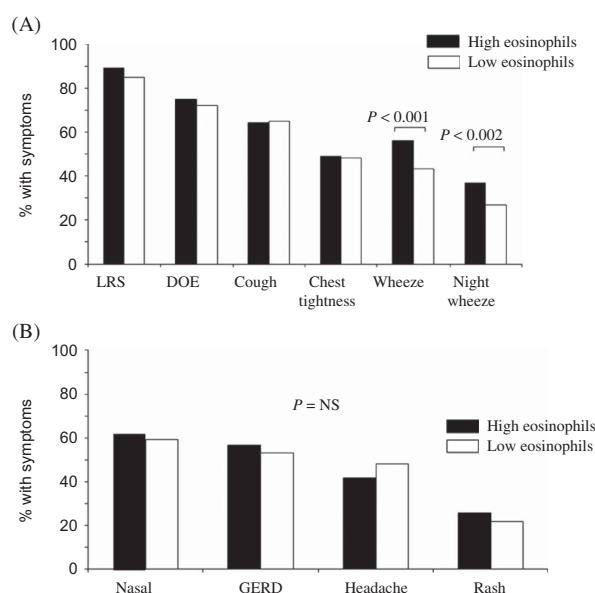 (A)
100
80
60
40
20
0
% with symptoms
High eosinophils
Low eosinophils
P < 0.001
P < 0.002
LRS DOE Cough Chest tightness Wheeze Night wheeze
(B)
100
80
60
40
20
0
% with symptoms
P = NS
High eosinophils
Low eosinophils
Nasal GERD Headache Rash